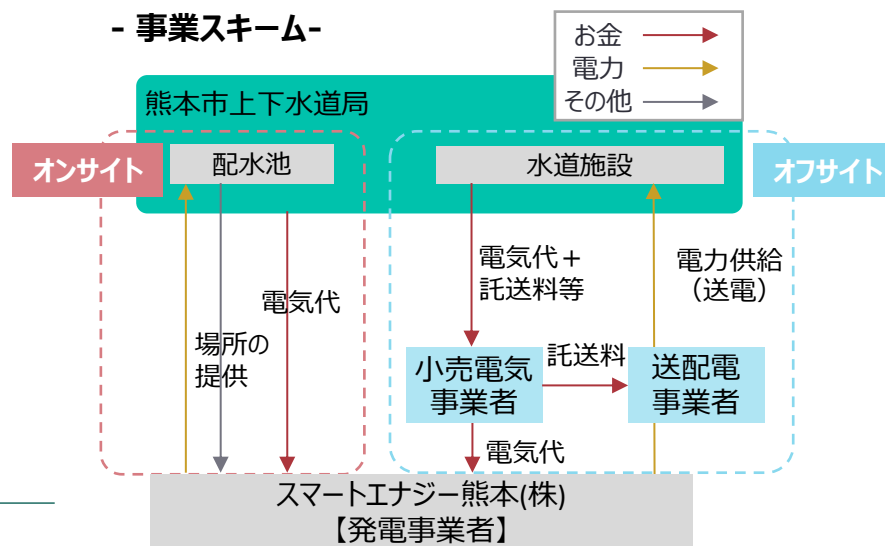 - 事業スキーム-
お金
電力
その他
熊本市上下水道局
オンサイト
配水池
水道施設
オフサイト
電気代＋
託送料等
電力供給
（送電）
電気代
場所の
提供
小売電気
事業者
託送料
送配電
事業者
電気代
スマートエナジー熊本(株)
【発電事業者】